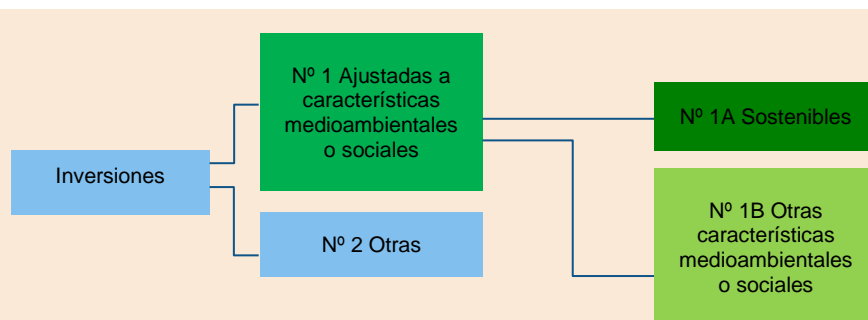 Inversiones
Nº 1 Ajustadas a
características
medioambientales
o sociales
Nº 2 Otras
Nº 1A Sostenibles
Nº 1B Otras
características
medioambientales
o sociales